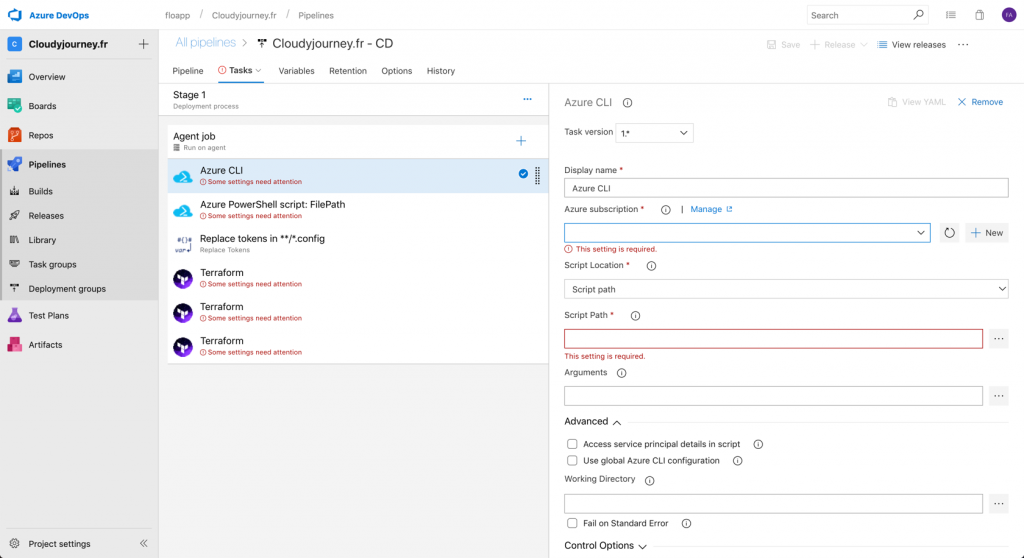 Azure DevOps
floapp / Cloudyjourney.fr / Pipelines
Search
FA
C Cloudyjourney.fr
Overview
Boards
Repos
Pipelines
Builds
Releases
Library
Task groups
Deployment groups
Test Plans
Artifacts
Project settings
All pipelines > Cloudyjourney.fr - CD
Save
Release
View releases
Pipeline
Tasks
Variables
Retention
Options
History
Stage 1
Deployment process
Agent job
Run on agent
Azure CLI
Some settings need attention
Azure PowerShell script: FilePath
Some settings need attention
Replace tokens in **/*.config
Replace Tokens
Terraform
Some settings need attention
Terraform
Some settings need attention
Terraform
Some settings need attention
Azure CLI
View YAML
Remove
Task version 1.*
Display name *
Azure CLI
Azure subscription * | Manage
New
This setting is required.
Script Location *
Script path
Script Path *
This setting is required.
Arguments
Advanced
Access service principal details in script
Use global Azure CLI configuration
Working Directory
Fail on Standard Error
Control Options